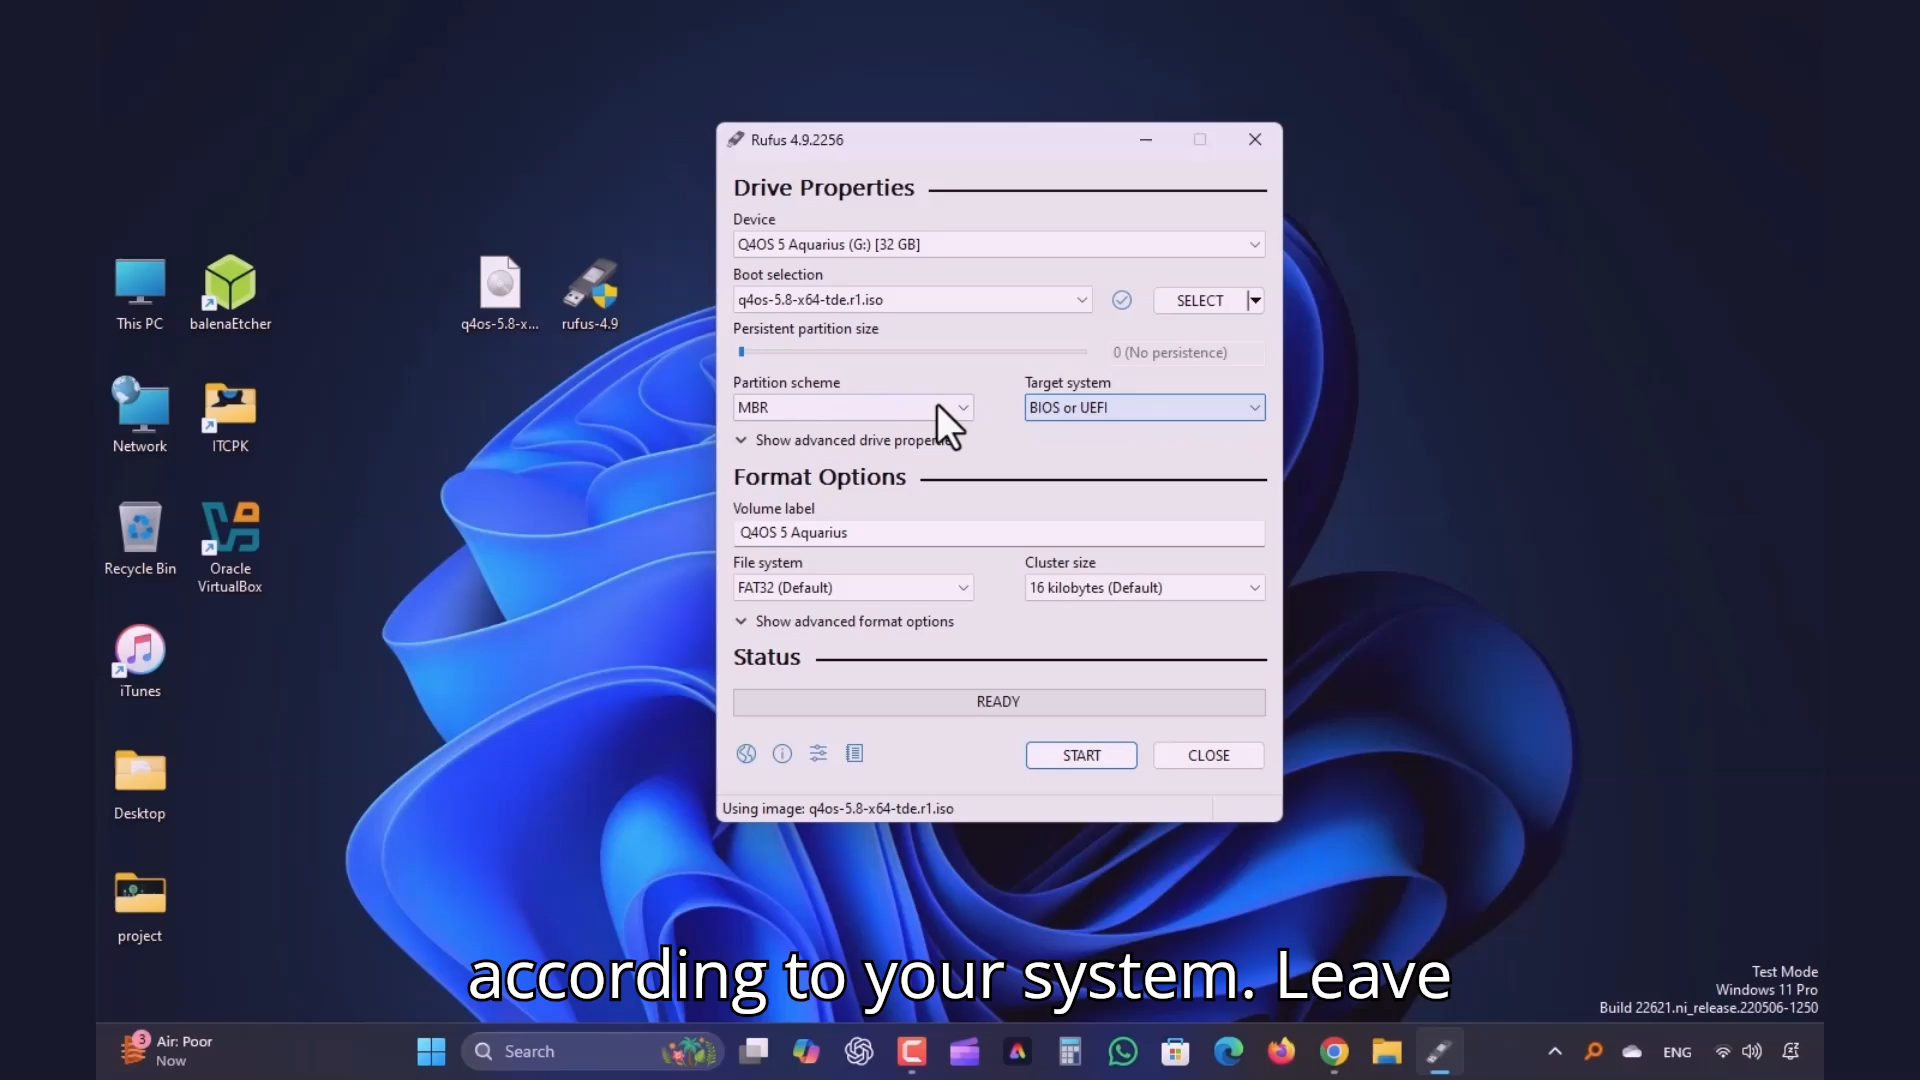 Rufus 4.9.2256
Drive Properties
Device
Q4OS 5 Aquarius (G:) [32 GB]
Boot selection
q4os-5.8-x64-tde.r1.iso
SELECT
Persistent partition size
0 (No persistence)
Partition scheme
Target system
MBR
BIOS or UEFI
Show advanced drive properti
Format Options
Volume label
Q4OS 5 Aquarius
File system
Cluster size
FAT32 (Default)
16 kilobytes (Default)
Show advanced format options
Status
READY
START
CLOSE
Using image: q4os-5.8-x64-tde.r1.iso
This PC
balenaEtcher
q4os-5.8-x...
rufus-4.9
Network
ITCPK
Recycle Bin
Oracle
VirtualBox
iTunes
Desktop
project
according to your system. Leave
Test Mode
Windows 11 Pro
Build 22621.ni_release.220506-1250
3
Air: Poor
Now
Search
ENG